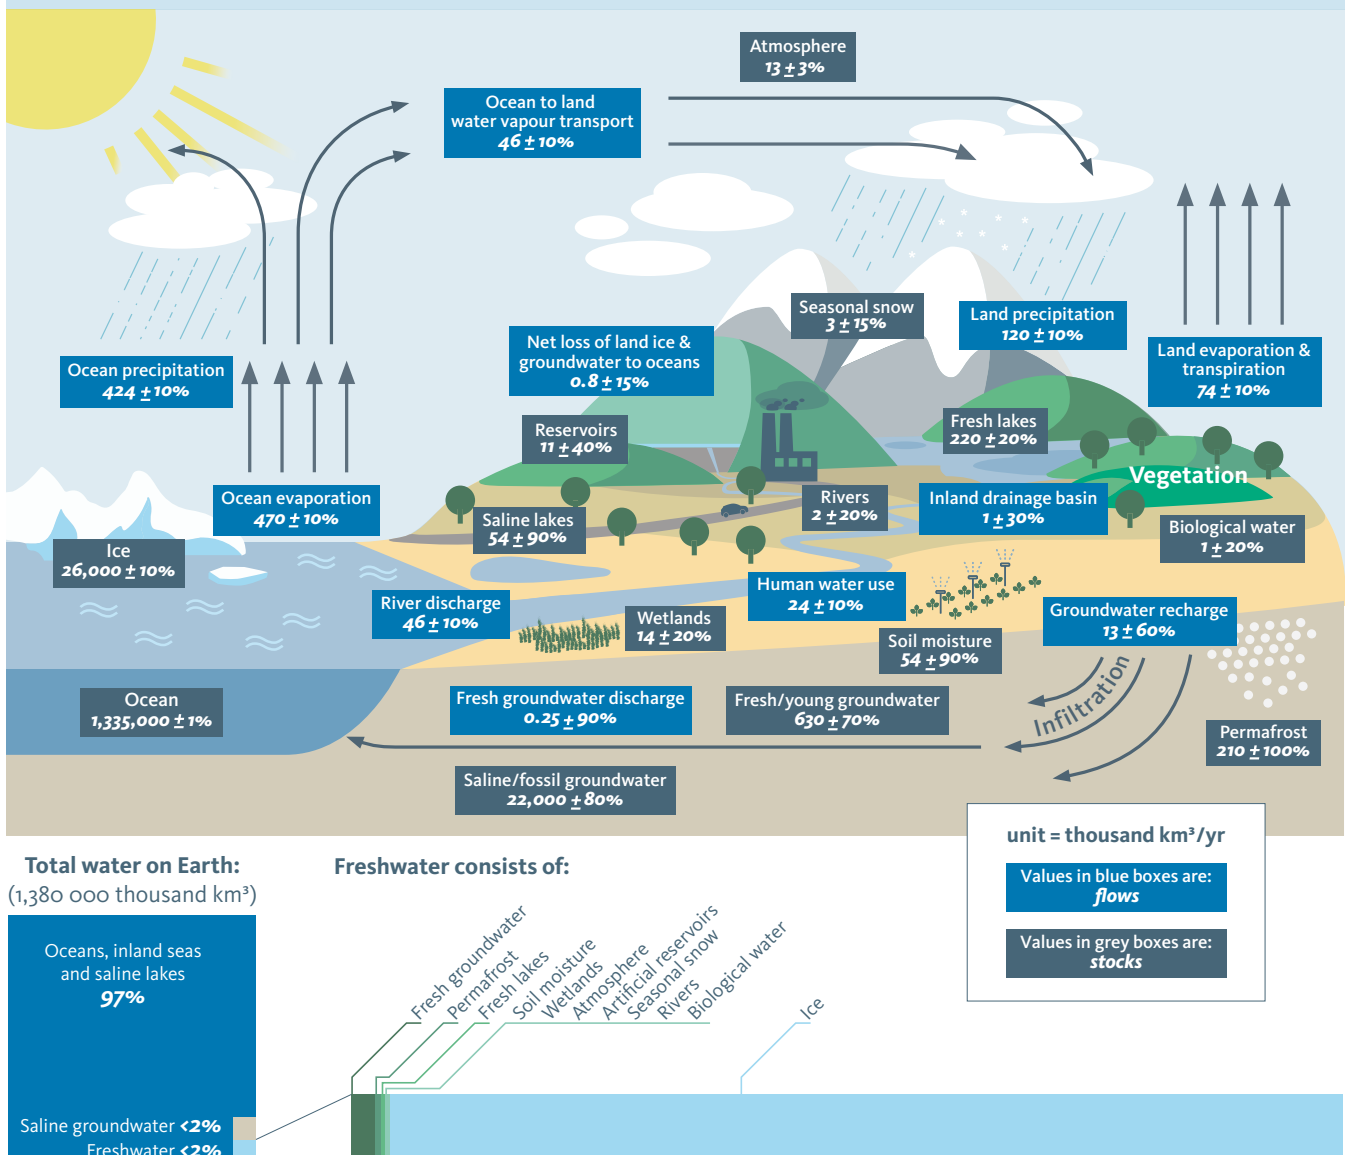 Atmosphere
13 ± 3%
Ocean to land
water vapour transport
46 ± 10%
Seasonal snow
3 ± 15%
Land precipitation
120 ± 10%
Net loss of land ice &
groundwater to oceans
0.8 ± 15%
Land evaporation &
transpiration
74 ± 10%
Ocean precipitation
424 ± 10%
Reservoirs
11 ± 40%
Fresh lakes
220 ± 20%
Vegetation
Ocean evaporation
470 ± 10%
Rivers
2 ± 20%
Inland drainage basin
1 ± 30%
Saline lakes
54 ± 90%
Biological water
1 ± 20%
Ice
26,000 ± 10%
Human water use
24 ± 10%
River discharge
46 ± 10%
Wetlands
14 ± 20%
Groundwater recharge
13 ± 60%
Soil moisture
54 ± 90%
Infiltration
Ocean
1,335,000 ± 1%
Fresh groundwater discharge
0.25 ± 90%
Fresh/young groundwater
630 ± 70%
Permafrost
210 ± 100%
Saline/fossil groundwater
22,000 ± 80%
unit = thousand km³/yr
Values in blue boxes are:
flows
Values in grey boxes are:
stocks
Total water on Earth:
(1,380 000 thousand km³)
Oceans, inland seas
and saline lakes
97%
Saline groundwater <2%
Freshwater <2%
Freshwater consists of:
Fresh groundwater
Permafrost
Fresh lakes
Soil moisture
Wetlands
Atmosphere
Artificial reservoirs
Seasonal snow
Rivers
Biological water
Ice